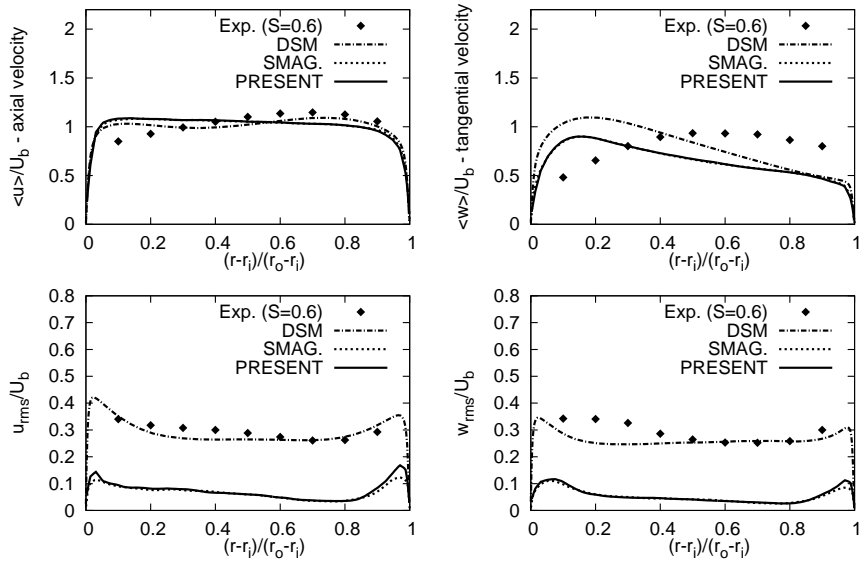 <u>/U_b - axial velocity
2
1.5
1
0.5
0
Exp. (S=0.6)
DSM
SMAG.
PRESENT
0 0.2 0.4 0.6 0.8 1
(r-r_i)/(r_o-r_i)
<w>/U_b - tangential velocity
2
1.5
1
0.5
0
Exp. (S=0.6)
DSM
SMAG.
PRESENT
0 0.2 0.4 0.6 0.8 1
(r-r_i)/(r_o-r_i)
u_rms/U_b
0.8
0.7
0.6
0.5
0.4
0.3
0.2
0.1
0
Exp. (S=0.6)
DSM
SMAG.
PRESENT
0 0.2 0.4 0.6 0.8 1
(r-r_i)/(r_o-r_i)
w_rms/U_b
0.8
0.7
0.6
0.5
0.4
0.3
0.2
0.1
0
Exp. (S=0.6)
DSM
SMAG.
PRESENT
0 0.2 0.4 0.6 0.8 1
(r-r_i)/(r_o-r_i)